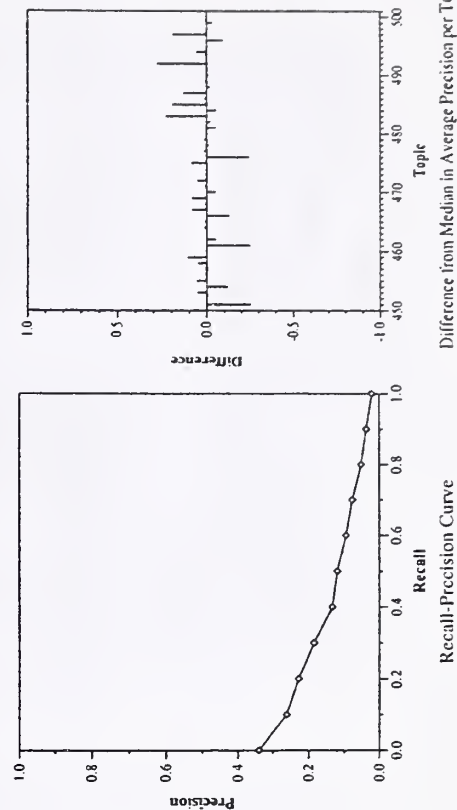 1.0
0.8
0.6
0.4
0.2
0.0
Precision
0.0 0.2 0.4 0.6 0.8 1.0
Recall
Recall-Precision Curve
1.0
0.5
0.0
-0.5
-1.0
Difference
450 460 470 480 490 500
Topic
Difference from Median in Average Precision per